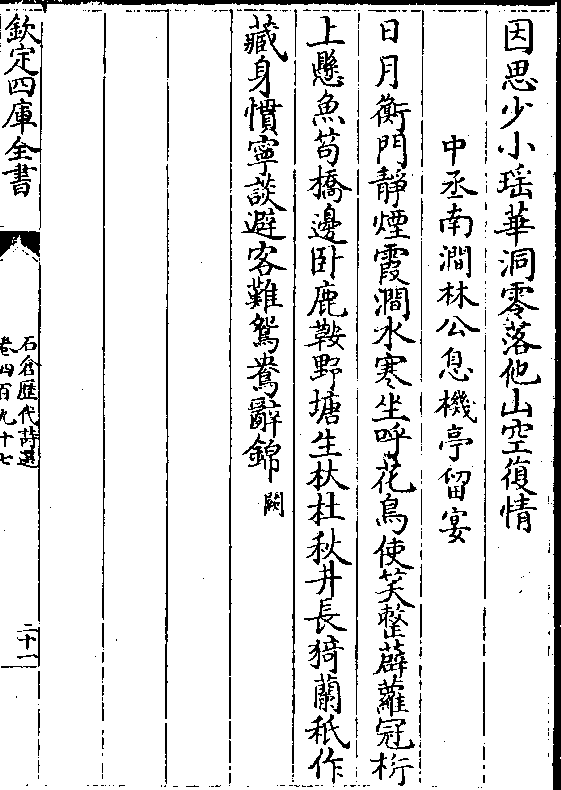 因思少小瑶華洞零落他山空復情
中丞南澗林公息機亭留宴
日月衡門靜煙霞澗水寒坐呼花鳥使笑整薜蘿冠桁
上懸魚笱橋邊卧鹿鞍野塘生杕杜秋井長猗蘭秖作
藏身慣寧談避客難鴛鴦辭錦闕
欽定四庫全書
石倉歴代詩選
卷四百九十七
二十一